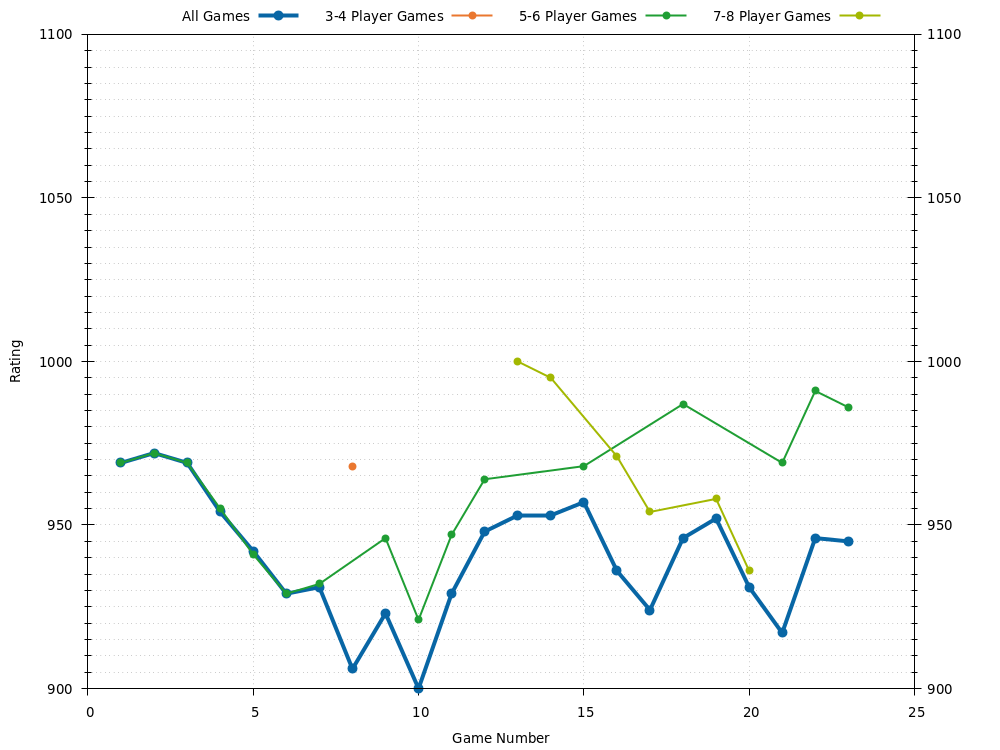 All Games 3-4 Player Games 5-6 Player Games 7-8 Player Games
1100 1100
1050 1050
1000 1000
Rating
950 950
900 900
0 5 10 15 20 25
Game Number